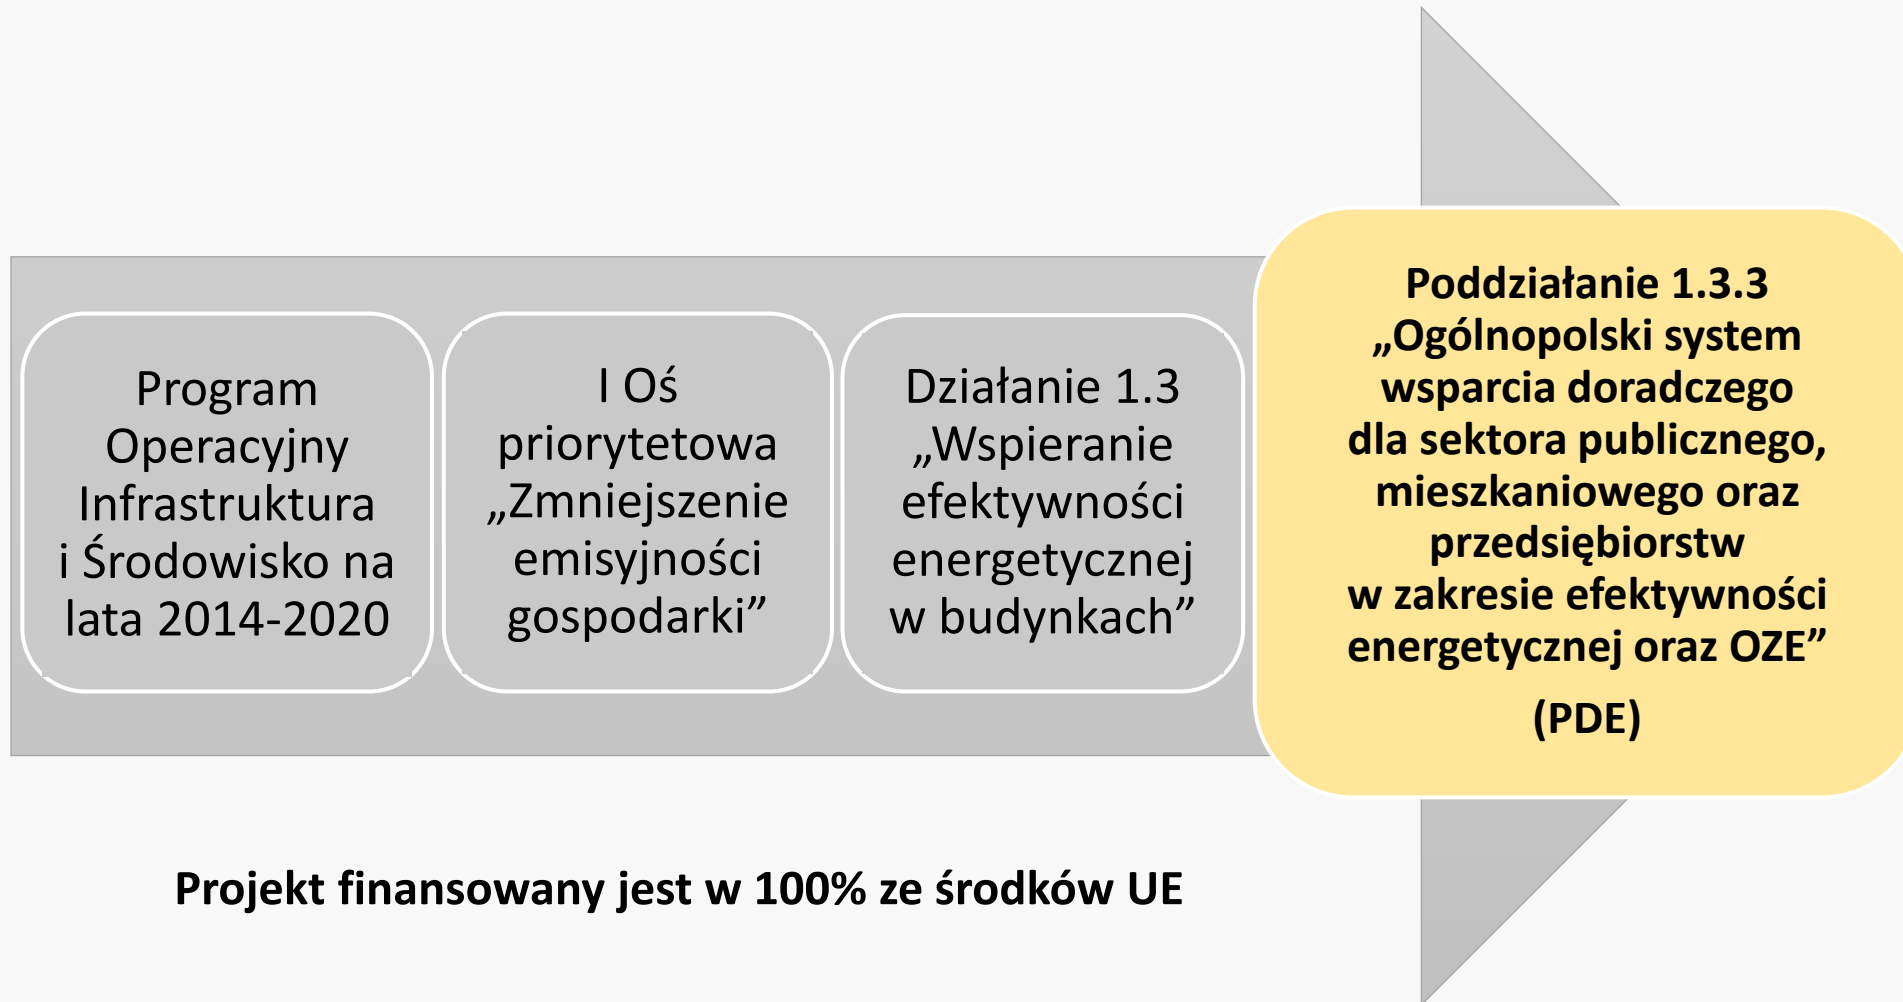 Program
Operacyjny
Infrastruktura
i Środowisko na
lata 2014-2020
I Oś
priorytetowa
„Zmniejszenie
emisyjności
gospodarki”
Działanie 1.3
„Wspieranie
efektywności
energetycznej
w budynkach”
Poddziałanie 1.3.3
„Ogólnopolski system
wsparcia doradczego
dla sektora publicznego,
mieszkaniowego oraz
przedsiębiorstw
w zakresie efektywności
energetycznej oraz OZE”
(PDE)
Projekt finansowany jest w 100% ze środków UE